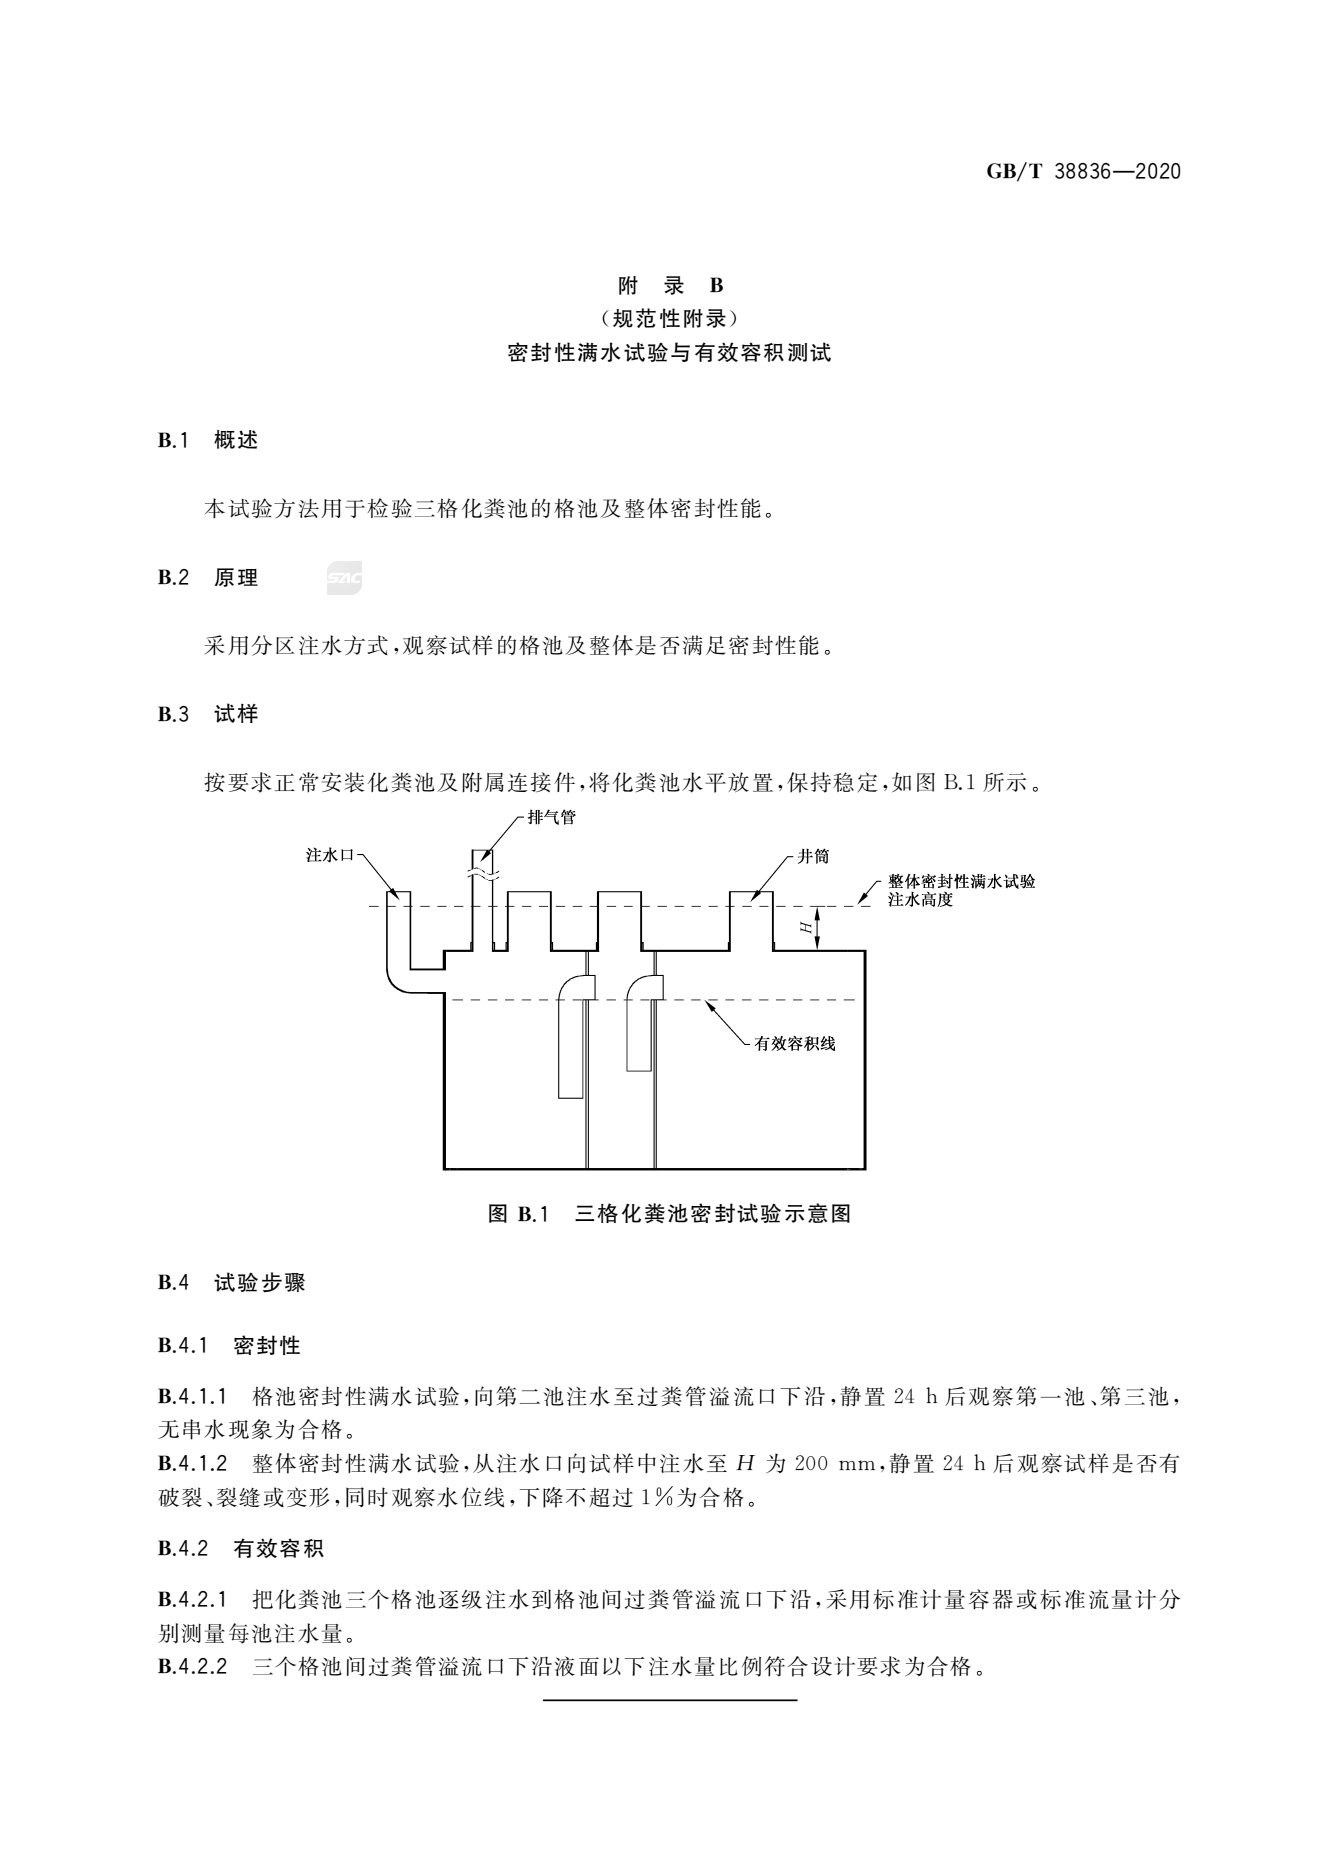 GB/T 38836—2020
附 录 B
（规范性附录）
密封性满水试验与有效容积测试
B.1 概述
本试验方法用于检验三格化粪池的格池及整体密封性能。
B.2 原理
SAC
采用分区注水方式,观察试样的格池及整体是否满足密封性能。
B.3 试样
按要求正常安装化粪池及附属连接件,将化粪池水平放置,保持稳定,如图 B.1 所示。
排气管
注水口
井筒
整体密封性满水试验
注水高度
H
有效容积线
图 B.1 三格化粪池密封试验示意图
B.4 试验步骤
B.4.1 密封性
B.4.1.1 格池密封性满水试验,向第二池注水至过粪管溢流口下沿,静置 24 h 后观察第一池、第三池,
无串水现象为合格。
B.4.1.2 整体密封性满水试验,从注水口向试样中注水至 H 为 200 mm,静置 24 h 后观察试样是否有
破裂、裂缝或变形,同时观察水位线,下降不超过 1%为合格。
B.4.2 有效容积
B.4.2.1 把化粪池三个格池逐级注水到格池间过粪管溢流口下沿,采用标准计量容器或标准流量计分
别测量每池注水量。
B.4.2.2 三个格池间过粪管溢流口下沿液面以下注水量比例符合设计要求为合格。